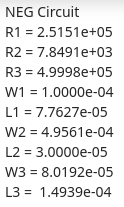 NEG Circuit
R1 = 2.5151e+05
R2 = 7.8491e+03
R3 = 4.9998e+05
W1 = 1.0000e-04
L1 = 7.7627e-05
W2 = 4.9561e-04
L2 = 3.0000e-05
W3 = 8.0192e-05
L3 =  1.4939e-04